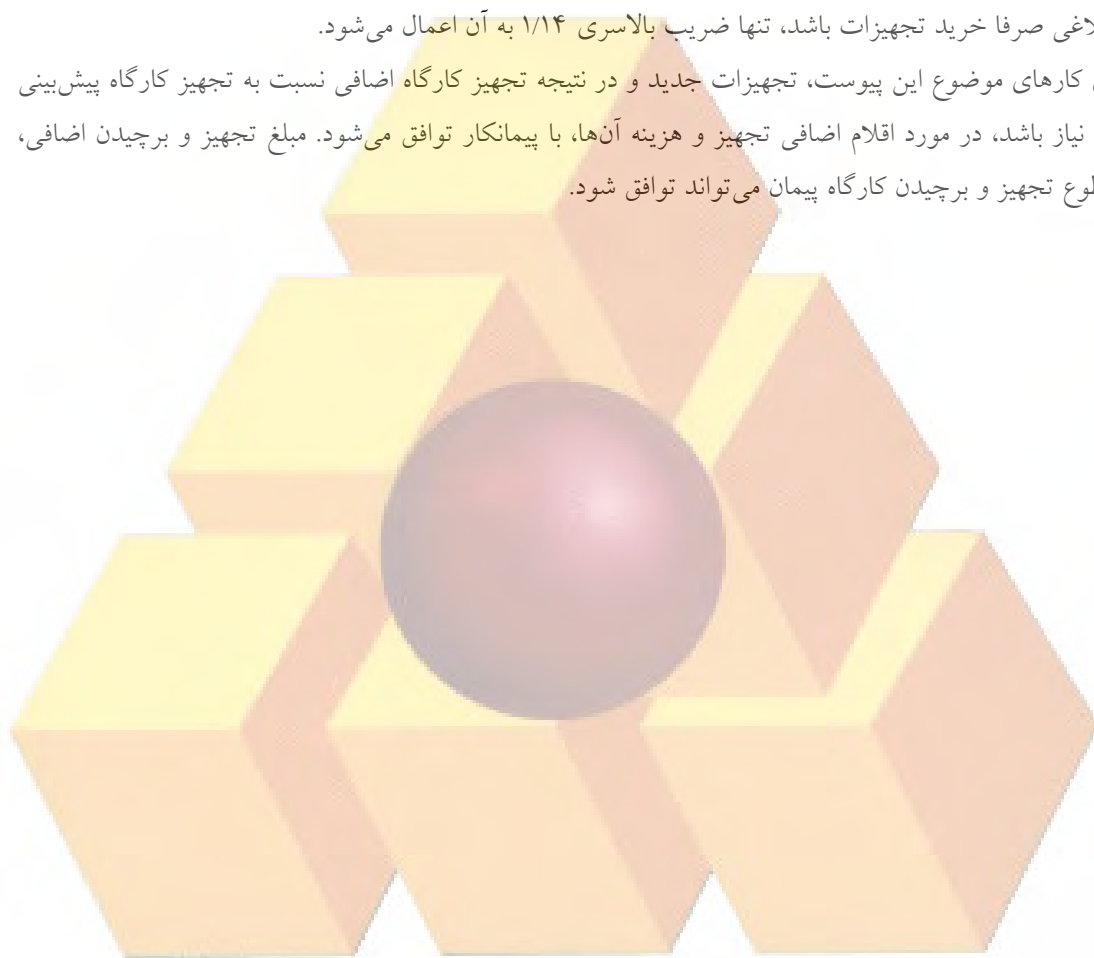 صرفا خرید تجهیزات باشد، تنها ضریب بالاسری ۱/۱۴ به آن اعمال می‌شود.
کارهای موضوع این پیوست، تجهیزات جدید و در نتیجه تجهیز کارگاه اضافی نسبت به تجهیز کارگاه پیش‌بینی
نیاز باشد، در مورد اقلام اضافی تجهیز و هزینه آن‌ها، با پیمانکار توافق می‌شود. مبلغ تجهیز و برچیدن اضافی،
تجهیز و برچیدن کارگاه پیمان می‌تواند توافق شود.